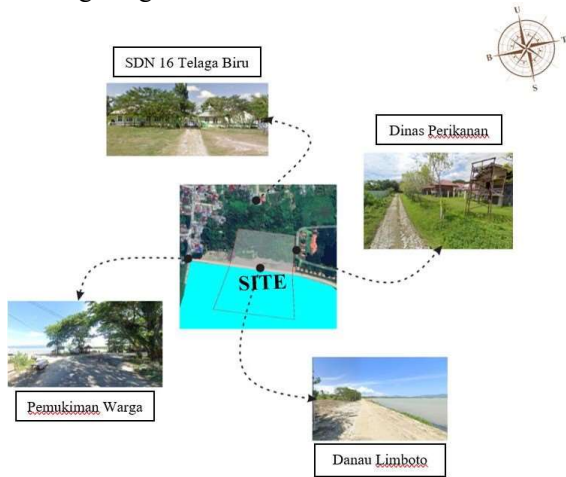 U
B
T
S
SDN 16 Telaga Biru
Dinas Perikanan
SITE
Pemukiman Warga
Danau Limboto